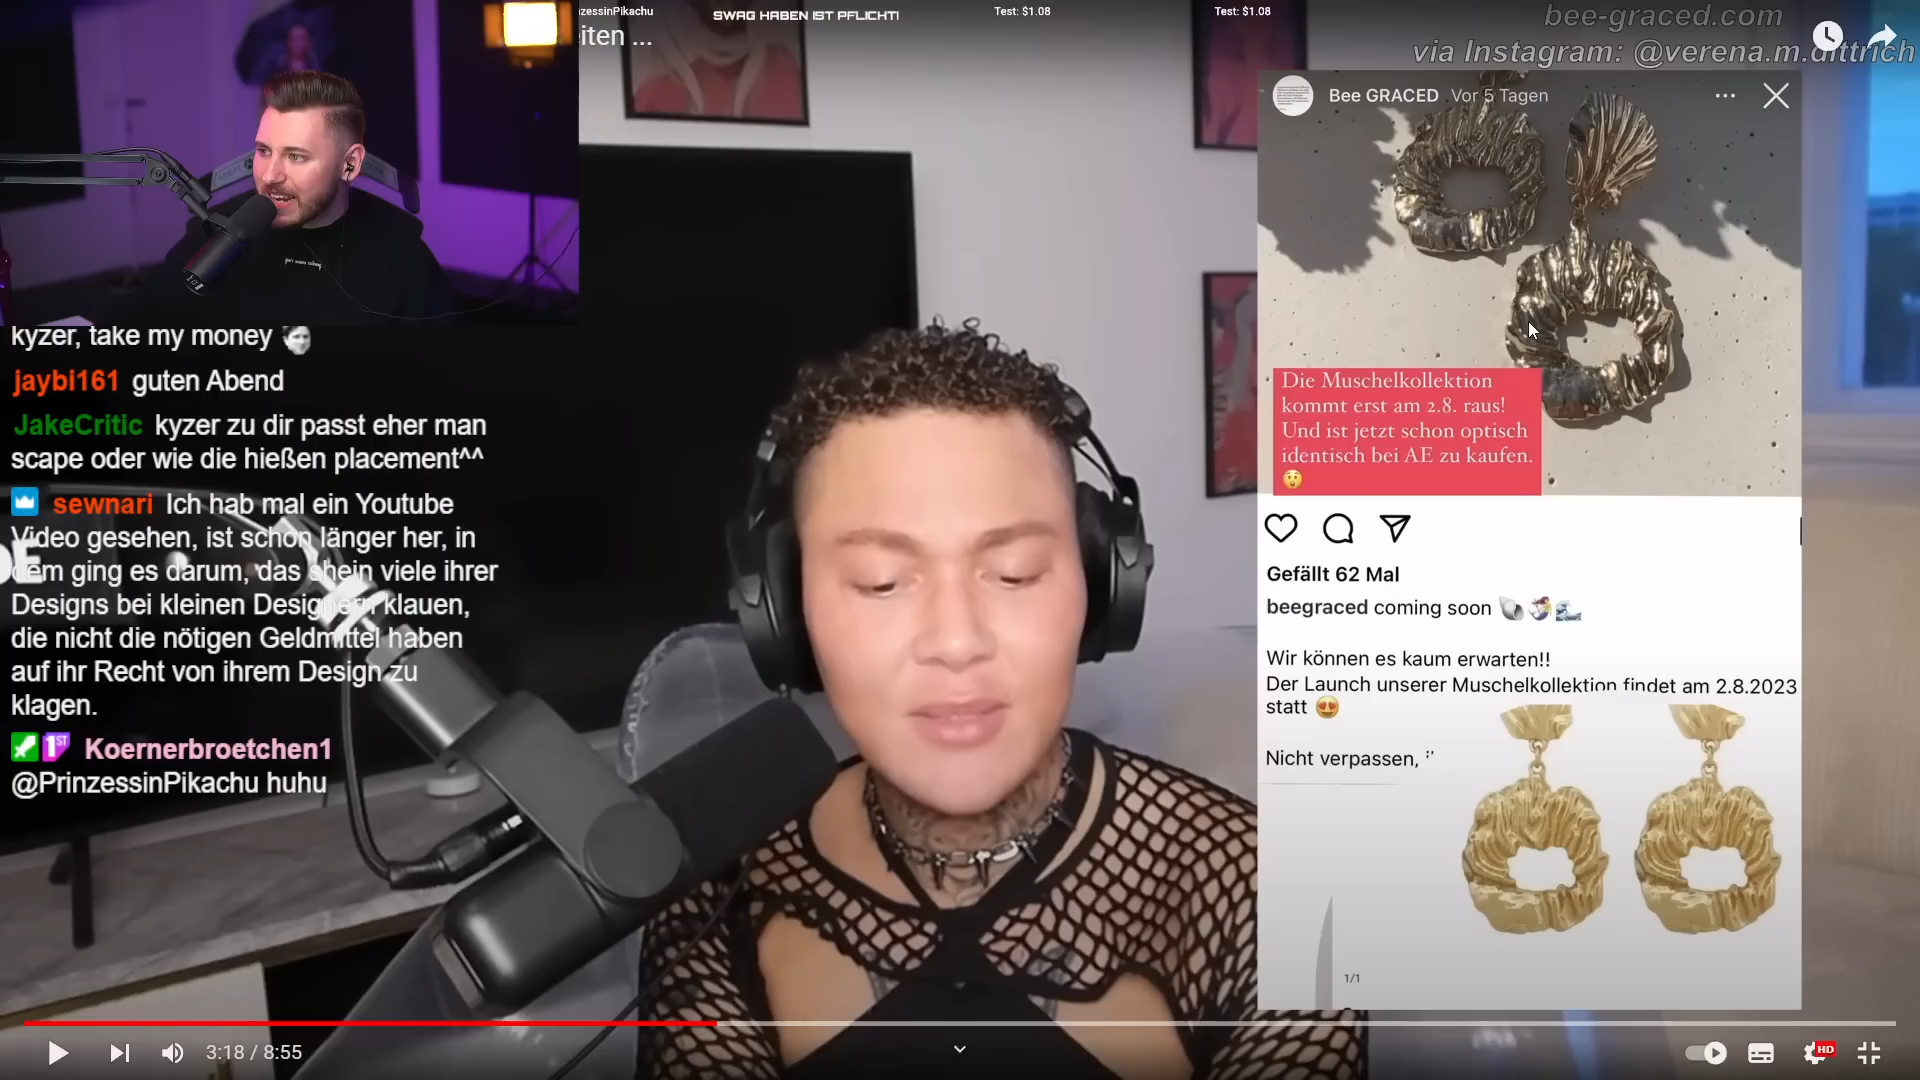 zessinPikachu
SWAG HABEN IST PFLICHT!
Test: $1.08
Test: $1.08
iten ...
bee-graced.com
via Instagram: @verena.m.dittrich
Bee GRACED Vor 5 Tagen
Die Muschelkollektion
kommt erst am 2.8. raus!
Und ist jetzt schon optisch
identisch bei AE zu kaufen.
😲
Gefällt 62 Mal
beegraced coming soon 🐚🧜‍♀️🌊
Wir können es kaum erwarten!!
Der Launch unserer Muschelkollektion findet am 2.8.2023
statt 😍
Nicht verpassen,
1/1
kyzer, take my money
jaybi161 guten Abend
JakeCritic kyzer zu dir passt eher man
scape oder wie die hießen placement^^
sewnari Ich hab mal ein Youtube
Video gesehen, ist schon länger her, in
dem ging es darum, das shein viele ihrer
Designs bei kleinen Designern klauen,
die nicht die nötigen Geldmittel haben
auf ihr Recht von ihrem Design zu
klagen.
1ST Koernerbroetchen1
@PrinzessinPikachu huhu
3:18 / 8:55
HD